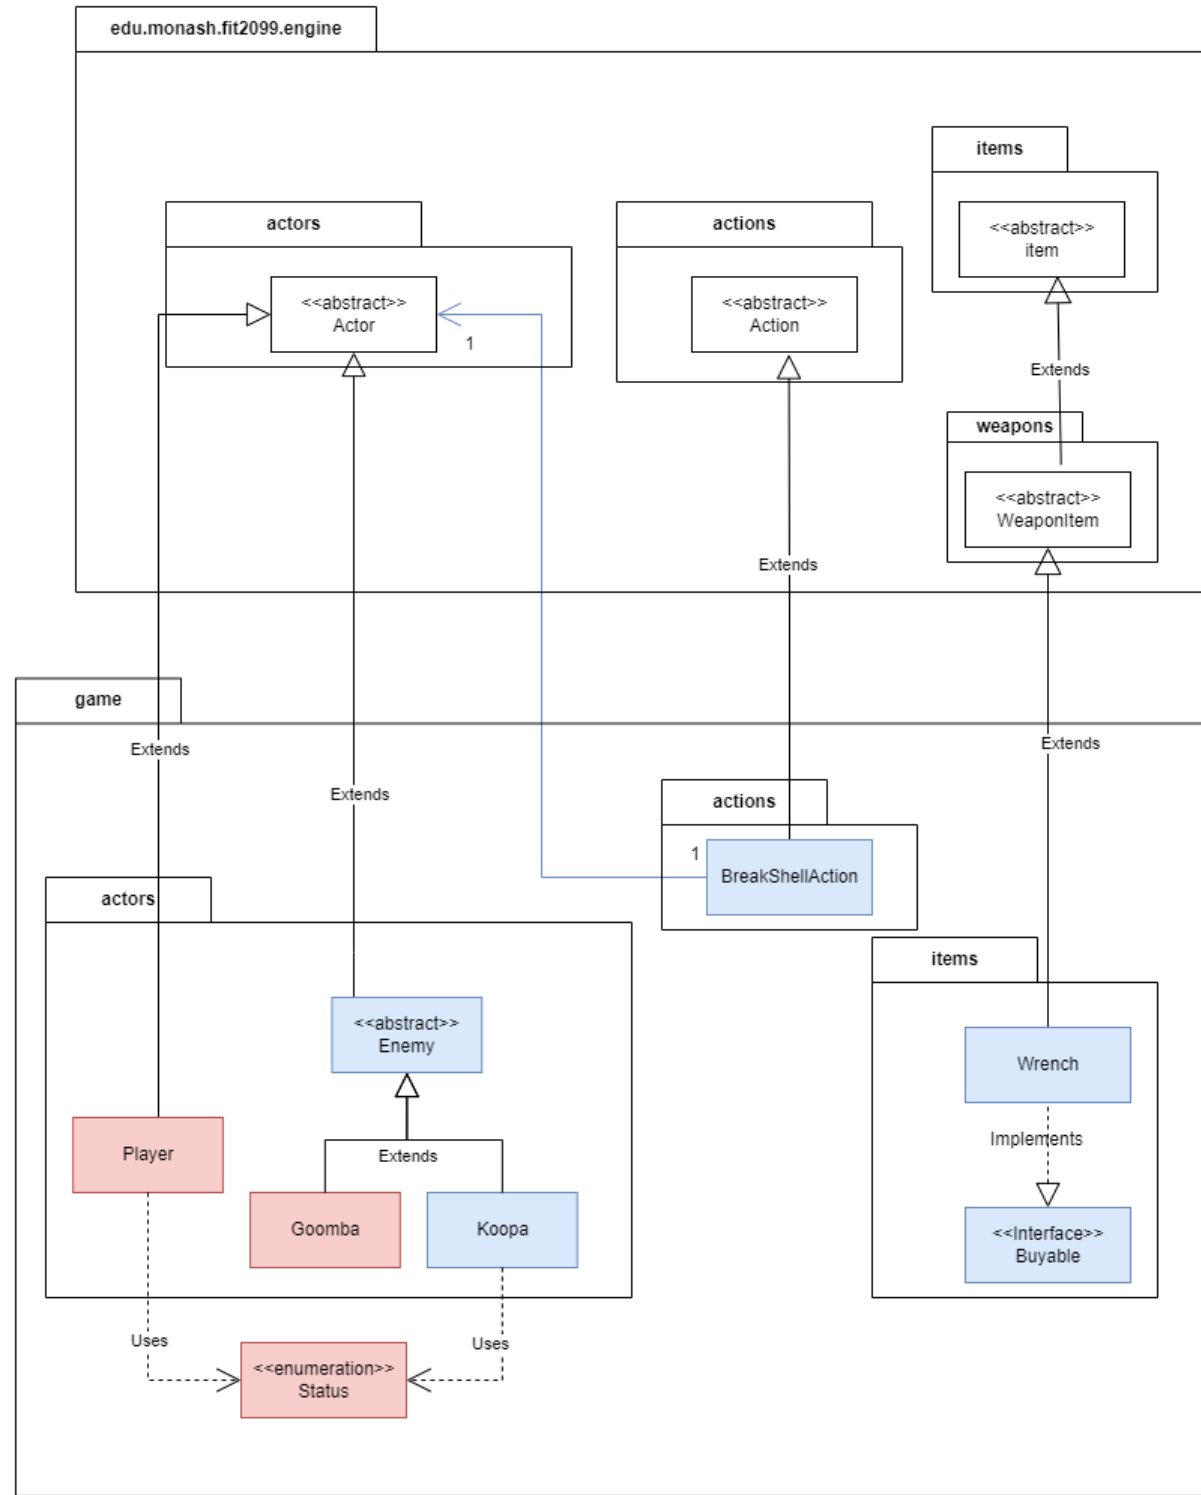 edu.monash.fit2099.engine
items
<<abstract>>
item
actors
actions
<<abstract>>
Actor
1
<<abstract>>
Action
Extends
weapons
<<abstract>>
WeaponItem
Extends
game
Extends
Extends
Extends
actions
1
BreakShellAction
actors
items
<<abstract>>
Enemy
Wrench
Player
Extends
Implements
Goomba
Koopa
<<Interface>>
Buyable
Uses
Uses
<<enumeration>>
Status